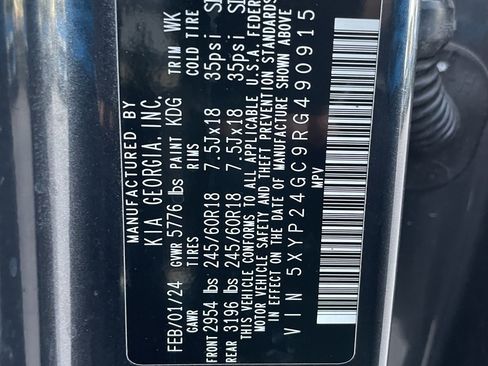 MANUFACTURED BY
KIA GEORGIA, INC.
FEB/01/24 GVWR 5776 lbs PAINT KDG TRIM WK
GAWR TIRES RIMS COLD TIRE
FRONT 2954 lbs 245/60R18 7.5JX18 35psi
REAR 3196 lbs 245/60R18 7.5JX18 35psi
THIS VEHICLE CONFORMS TO ALL APPLICABLE U.S.A. FEDER
MOTOR VEHICLE SAFETY AND THEFT PREVENTION STANDARDS
IN EFFECT ON THE DATE OF MANUFACTURE SHOWN ABOVE
VIN 5XYP24GC9RG490915
MPV